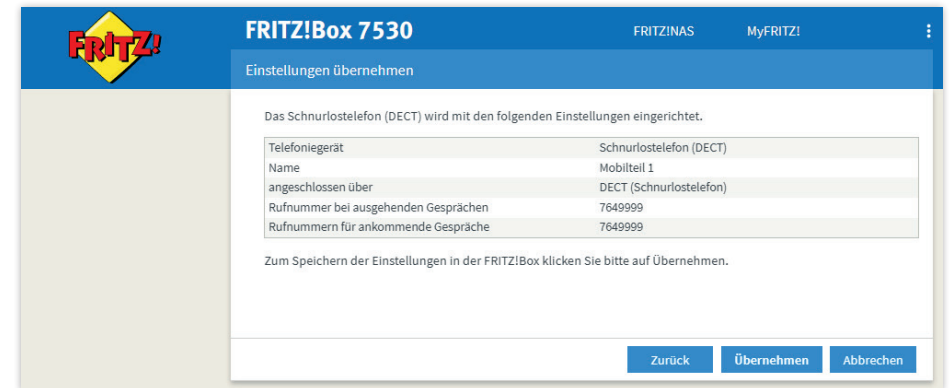 FRITZ!
FRITZ!Box 7530 FRITZ!NAS MyFRITZ!
Einstellungen übernehmen
Das Schnurlostelefon (DECT) wird mit den folgenden Einstellungen eingerichtet.
Telefoniegerät Schnurlostelefon (DECT)
Name Mobilteil 1
angeschlossen über DECT (Schnurlostelefon)
Rufnummer bei ausgehenden Gesprächen 7649999
Rufnummern für ankommende Gespräche 7649999
Zum Speichern der Einstellungen in der FRITZ!Box klicken Sie bitte auf Übernehmen.
Zurück Übernehmen Abbrechen